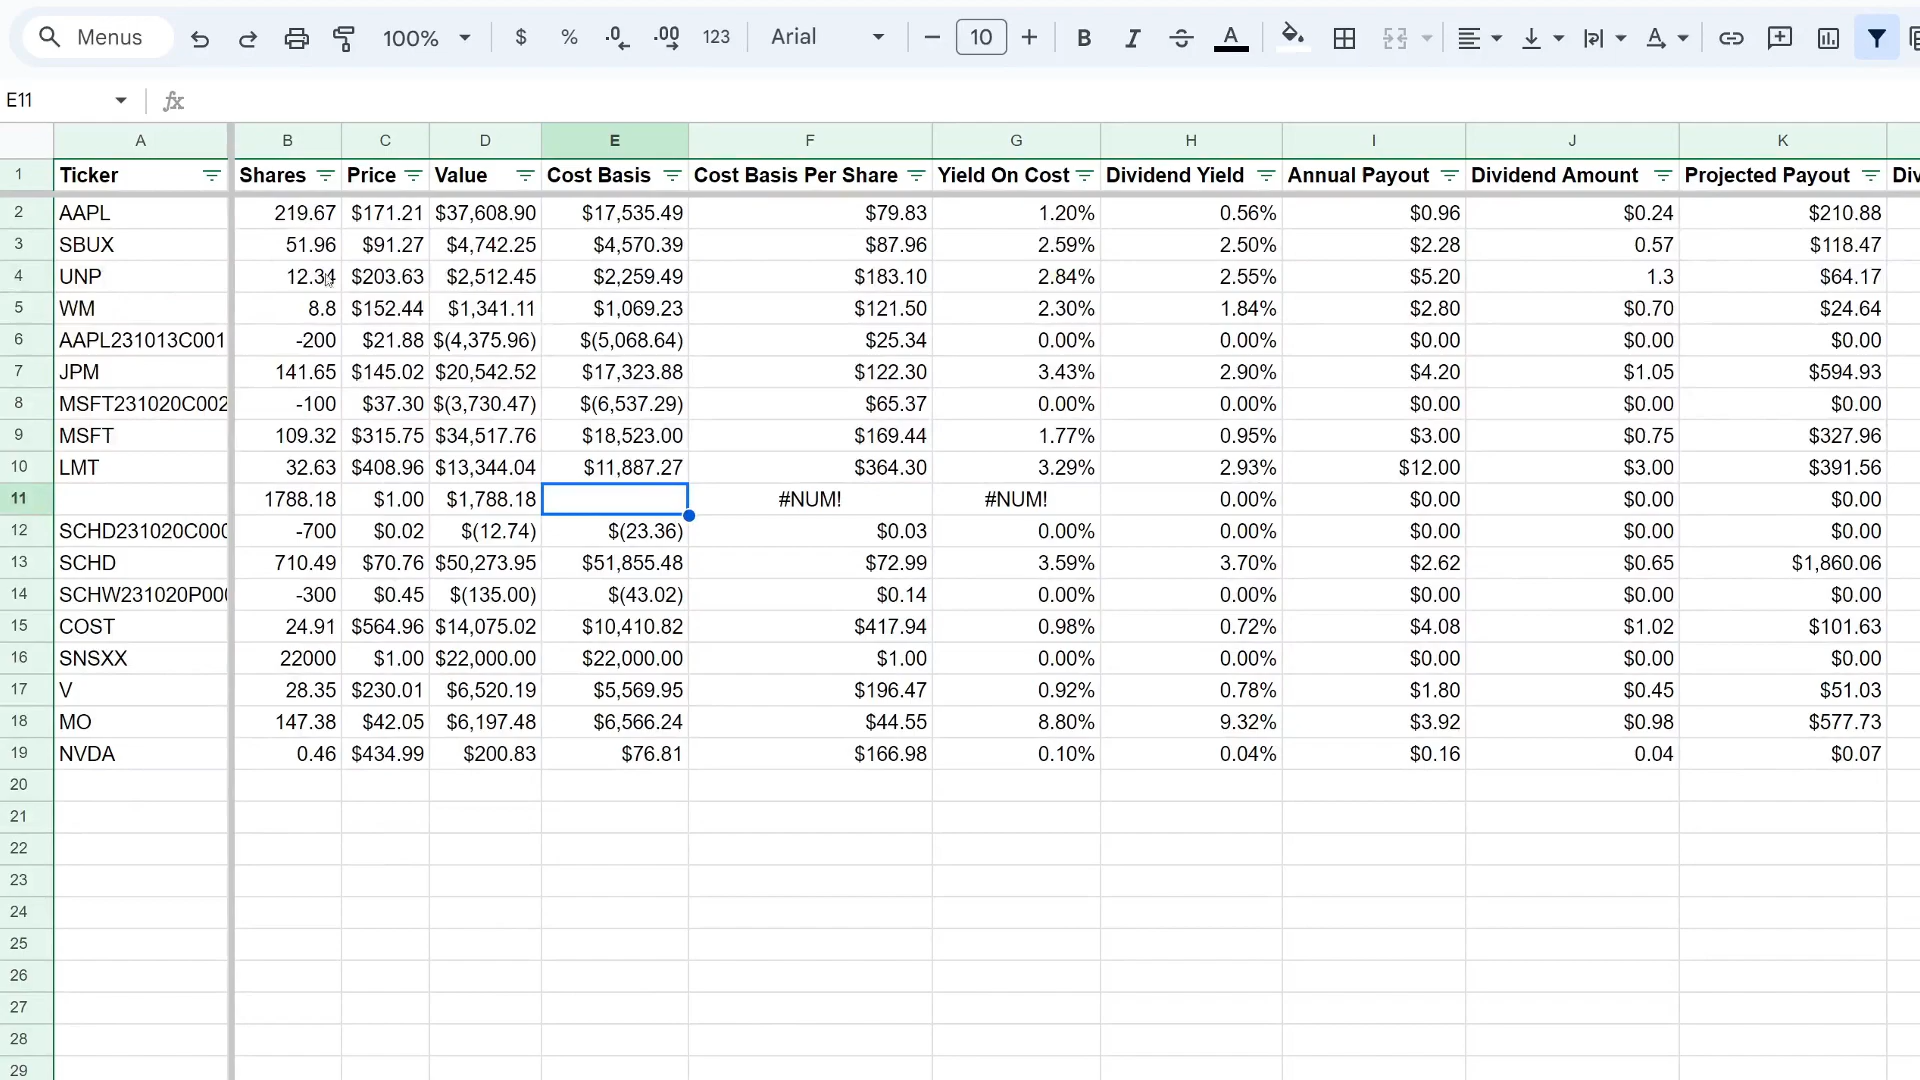 Menus 100% $ % .0 .00 123 Arial 10 B I A
E11 fx
A B C D E F G H I J K
1 Ticker Shares Price Value Cost Basis Cost Basis Per Share Yield On Cost Dividend Yield Annual Payout Dividend Amount Projected Payout
2 AAPL 219.67 $171.21 $37,608.90 $17,535.49 $79.83 1.20% 0.56% $0.96 $0.24 $210.88
3 SBUX 51.96 $91.27 $4,742.25 $4,570.39 $87.96 2.59% 2.50% $2.28 0.57 $118.47
4 UNP 12.34 $203.63 $2,512.45 $2,259.49 $183.10 2.84% 2.55% $5.20 1.3 $64.17
5 WM 8.8 $152.44 $1,341.11 $1,069.23 $121.50 2.30% 1.84% $2.80 $0.70 $24.64
6 AAPL231013C001 -200 $21.88 $(4,375.96) $(5,068.64) $25.34 0.00% 0.00% $0.00 $0.00 $0.00
7 JPM 141.65 $145.02 $20,542.52 $17,323.88 $122.30 3.43% 2.90% $4.20 $1.05 $594.93
8 MSFT231020C002 -100 $37.30 $(3,730.47) $(6,537.29) $65.37 0.00% 0.00% $0.00 $0.00 $0.00
9 MSFT 109.32 $315.75 $34,517.76 $18,523.00 $169.44 1.77% 0.95% $3.00 $0.75 $327.96
10 LMT 32.63 $408.96 $13,344.04 $11,887.27 $364.30 3.29% 2.93% $12.00 $3.00 $391.56
11 1788.18 $1.00 $1,788.18 #NUM! #NUM! 0.00% $0.00 $0.00 $0.00
12 SCHD231020C000 -700 $0.02 $(12.74) $(23.36) $0.03 0.00% 0.00% $0.00 $0.00 $0.00
13 SCHD 710.49 $70.76 $50,273.95 $51,855.48 $72.99 3.59% 3.70% $2.62 $0.65 $1,860.06
14 SCHW231020P000 -300 $0.45 $(135.00) $(43.02) $0.14 0.00% 0.00% $0.00 $0.00 $0.00
15 COST 24.91 $564.96 $14,075.02 $10,410.82 $417.94 0.98% 0.72% $4.08 $1.02 $101.63
16 SNSXX 22000 $1.00 $22,000.00 $22,000.00 $1.00 0.00% 0.00% $0.00 $0.00 $0.00
17 V 28.35 $230.01 $6,520.19 $5,569.95 $196.47 0.92% 0.78% $1.80 $0.45 $51.03
18 MO 147.38 $42.05 $6,197.48 $6,566.24 $44.55 8.80% 9.32% $3.92 $0.98 $577.73
19 NVDA 0.46 $434.99 $200.83 $76.81 $166.98 0.10% 0.04% $0.16 0.04 $0.07
20
21
22
23
24
25
26
27
28
29